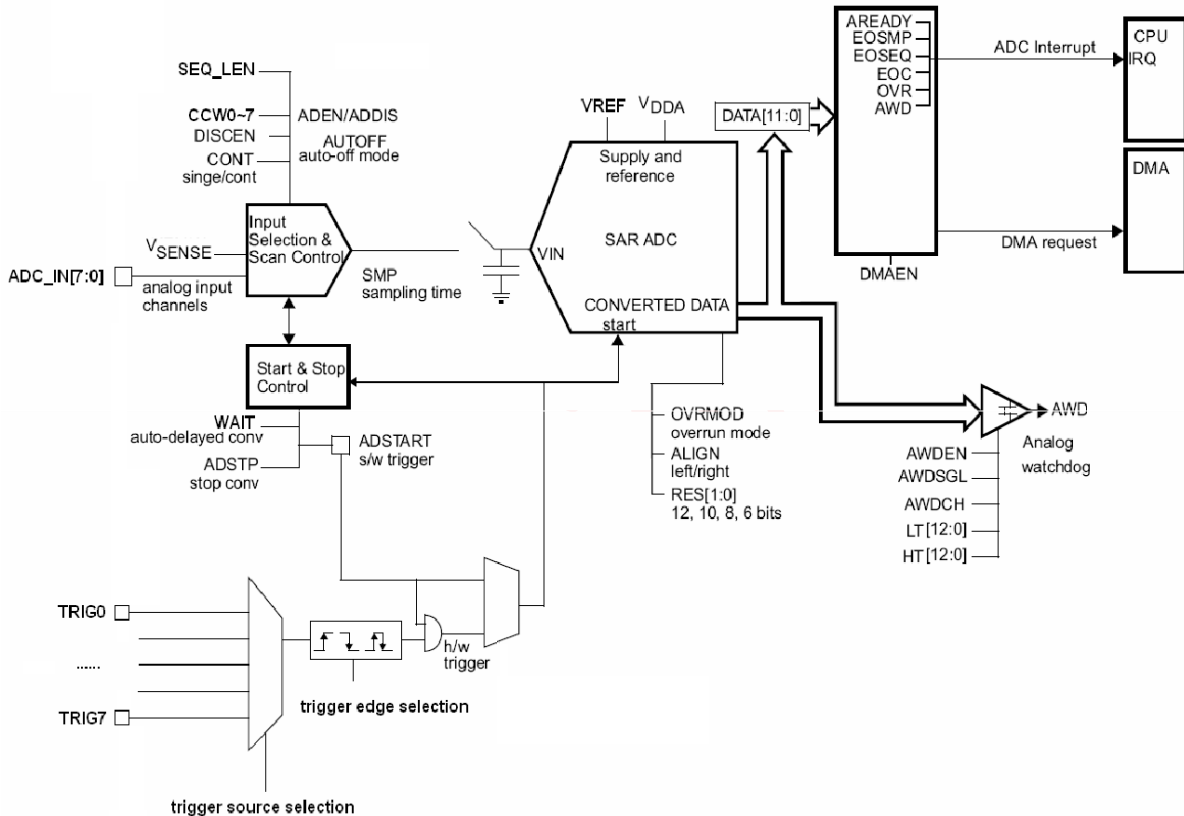 SEQ_LEN
CCW0~7
DISCEN
CONT
singe/cont
ADEN/ADDIS
AUTOFF
auto-off mode
VSENSE
ADC_IN[7:0]
analog input
channels
Input
Selection &
Scan Control
SMP
sampling time
VREF
VDDA
Supply and
reference
SAR ADC
VIN
CONVERTED DATA
start
DATA[11:0]
AREADY
EOSMP
EOSEQ
EOC
OVR
AWD
DMAEN
ADC Interrupt
CPU
IRQ
DMA
DMA request
Start & Stop
Control
WAIT
auto-delayed conv
ADSTP
stop conv
ADSTART
s/w trigger
OVRMOD
overrun mode
ALIGN
left/right
RES[1:0]
12, 10, 8, 6 bits
AWD
Analog
watchdog
AWDEN
AWDSGL
AWDCH
LT[12:0]
HT[12:0]
TRIG0
......
TRIG7
h/w
trigger
trigger edge selection
trigger source selection